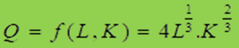 Q = f(L,K) = 4L^{1/3}.K^{2/3}